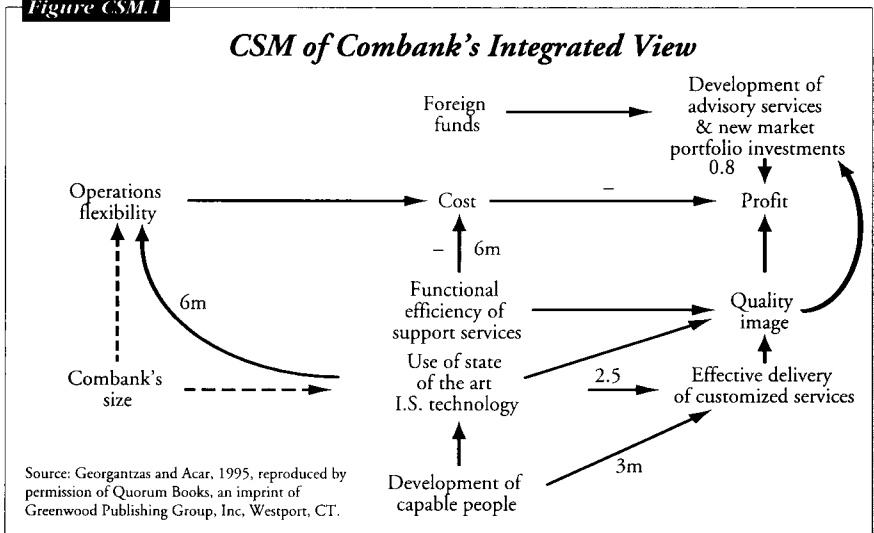 Figure CSM.1
CSM of Combank's Integrated View
Foreign
funds
Development of
advisory services
& new market
portfolio investments
0.8
Operations
flexibility
Cost
–
Profit
–
6m
6m
Functional
efficiency of
support services
Quality
image
Combank's
size
Use of state
of the art
I.S. technology
2.5
Effective delivery
of customized services
3m
Development of
capable people
Source: Georgantzas and Acar, 1995, reproduced by
permission of Quorum Books, an imprint of
Greenwood Publishing Group, Inc, Westport, CT.